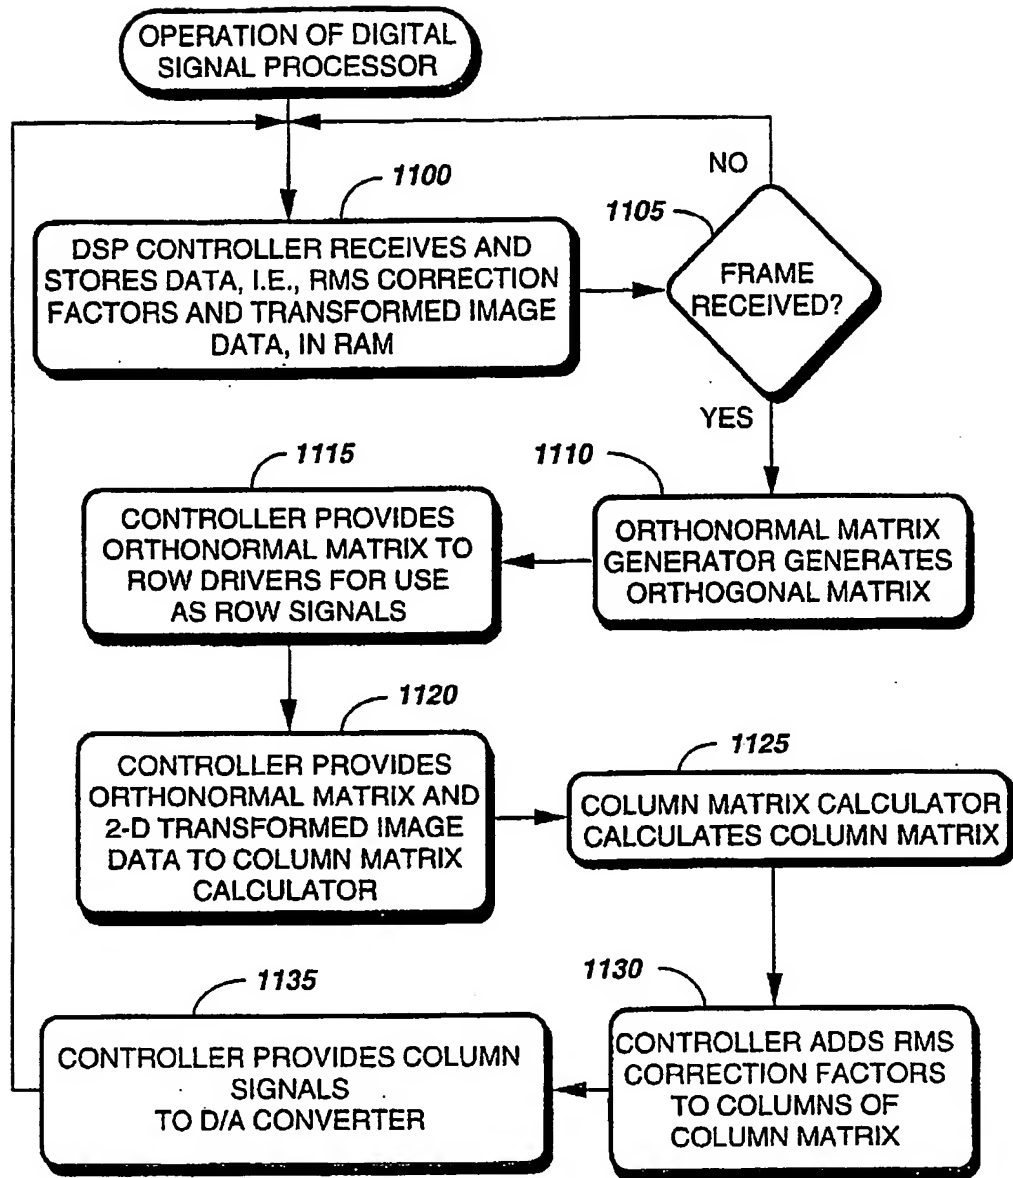 OPERATION OF DIGITAL
SIGNAL PROCESSOR
1100
DSP CONTROLLER RECEIVES AND
STORES DATA, I.E., RMS CORRECTION
FACTORS AND TRANSFORMED IMAGE
DATA, IN RAM
NO
1105
FRAME
RECEIVED?
YES
1110
ORTHONORMAL MATRIX
GENERATOR GENERATES
ORTHOGONAL MATRIX
1115
CONTROLLER PROVIDES
ORTHONORMAL MATRIX TO
ROW DRIVERS FOR USE
AS ROW SIGNALS
1120
CONTROLLER PROVIDES
ORTHONORMAL MATRIX AND
2-D TRANSFORMED IMAGE
DATA TO COLUMN MATRIX
CALCULATOR
1125
COLUMN MATRIX CALCULATOR
CALCULATES COLUMN MATRIX
1130
CONTROLLER ADDS RMS
CORRECTION FACTORS
TO COLUMNS OF
COLUMN MATRIX
1135
CONTROLLER PROVIDES COLUMN
SIGNALS
TO D/A CONVERTER